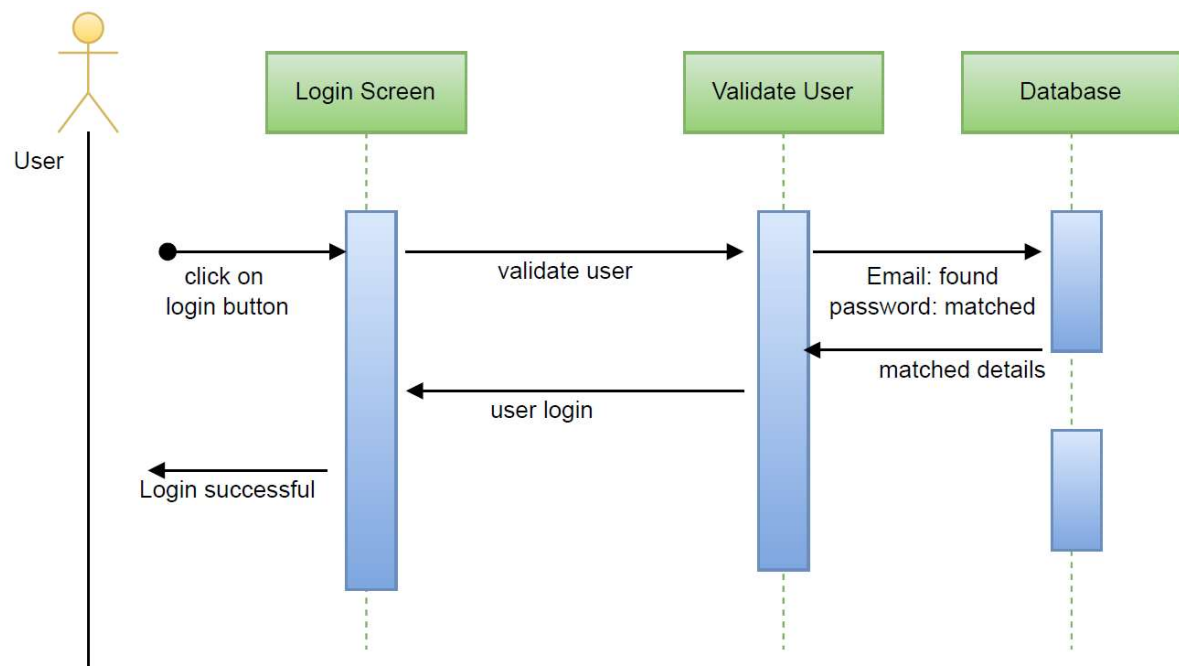 Login Screen
Validate User
Database
User
click on
login button
validate user
Email: found
password: matched
matched details
user login
Login successful